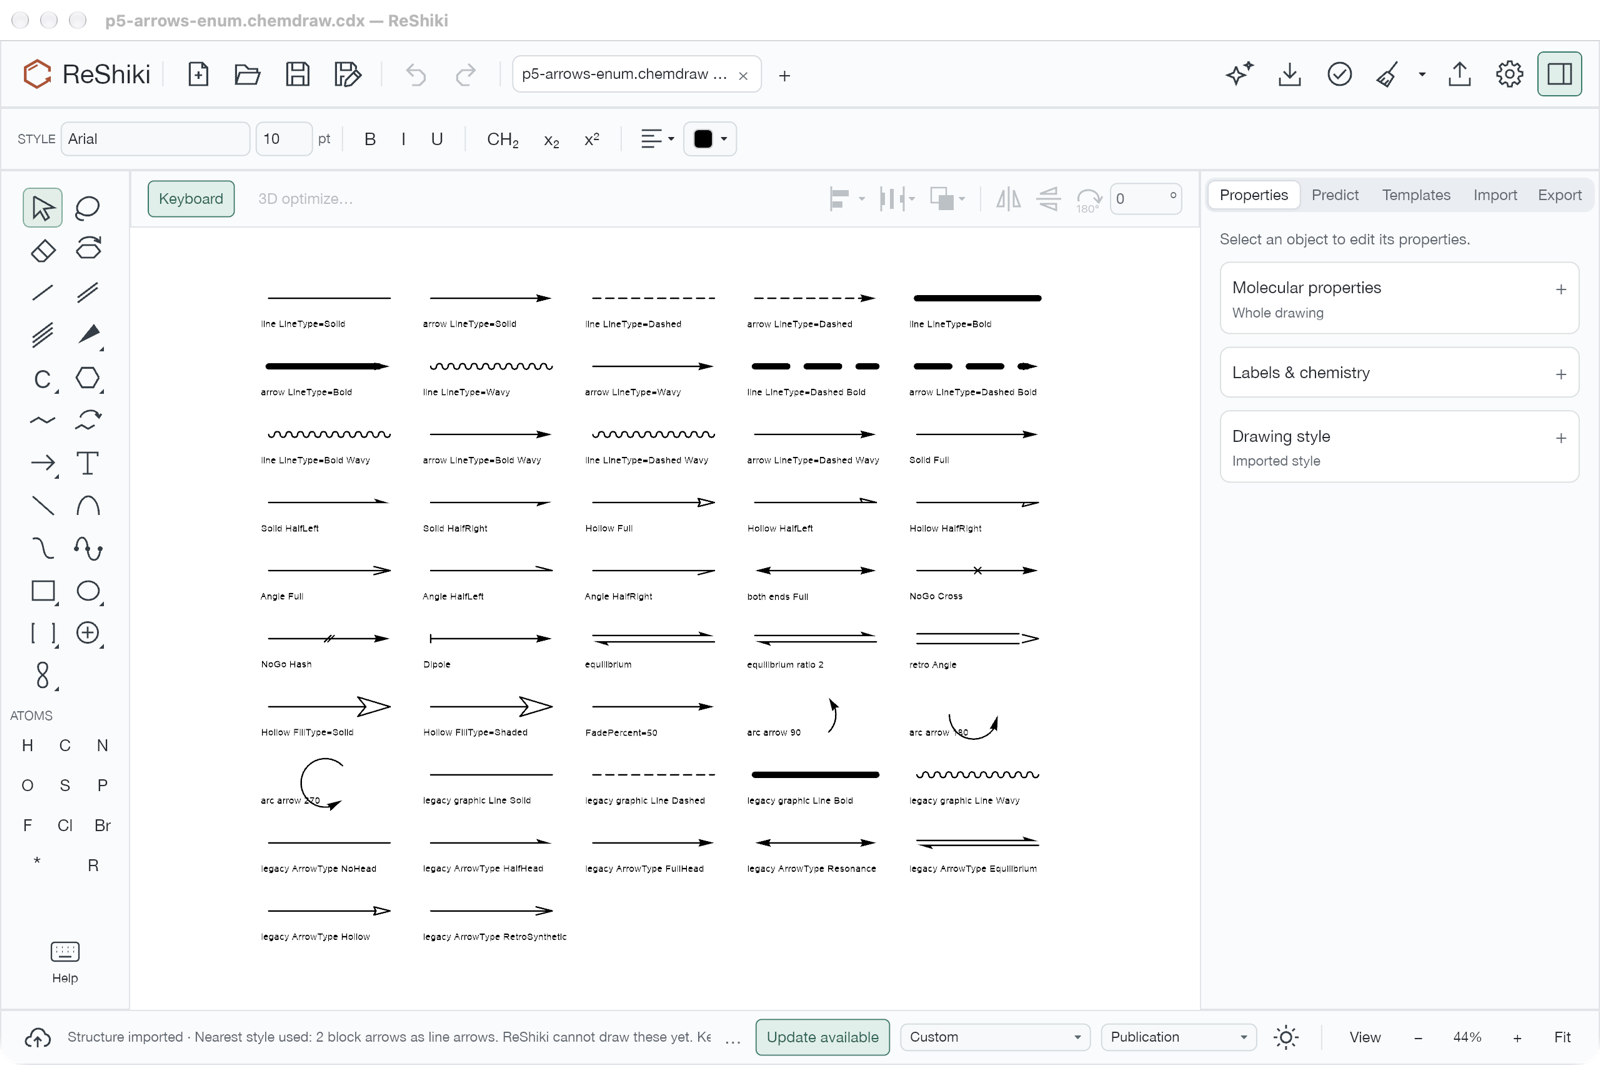 p5-arrows-enum.chemdraw.cdx — ReShiki
ReShiki
p5-arrows-enum.chemdraw ... ×
+
STYLE Arial 10 pt B I U CH₂ x₂ x²
Keyboard 3D optimize...
180°
0 °
Properties Predict Templates Import Export
Select an object to edit its properties.
Molecular properties +
Whole drawing
Labels & chemistry +
Drawing style +
Imported style
C
T
[ ]
ATOMS
H C N
O S P
F Cl Br
* R
Help
line LineType=Solid
arrow LineType=Solid
line LineType=Dashed
arrow LineType=Dashed
line LineType=Bold
arrow LineType=Bold
line LineType=Wavy
arrow LineType=Wavy
line LineType=Dashed Bold
arrow LineType=Dashed Bold
line LineType=Bold Wavy
arrow LineType=Bold Wavy
line LineType=Dashed Wavy
arrow LineType=Dashed Wavy
Solid Full
Solid HalfLeft
Solid HalfRight
Hollow Full
Hollow HalfLeft
Hollow HalfRight
Angle Full
Angle HalfLeft
Angle HalfRight
both ends Full
NoGo Cross
NoGo Hash
Dipole
equilibrium
equilibrium ratio 2
retro Angle
Hollow FillType=Solid
Hollow FillType=Shaded
FadePercent=50
arc arrow 90
arc arrow 180
arc arrow 270
legacy graphic Line Solid
legacy graphic Line Dashed
legacy graphic Line Bold
legacy graphic Line Wavy
legacy ArrowType NoHead
legacy ArrowType HalfHead
legacy ArrowType FullHead
legacy ArrowType Resonance
legacy ArrowType Equilibrium
legacy ArrowType Hollow
legacy ArrowType RetroSynthetic
Structure imported · Nearest style used: 2 block arrows as line arrows. ReShiki cannot draw these yet. Ke ...
Update available
Custom
Publication
View − 44% + Fit